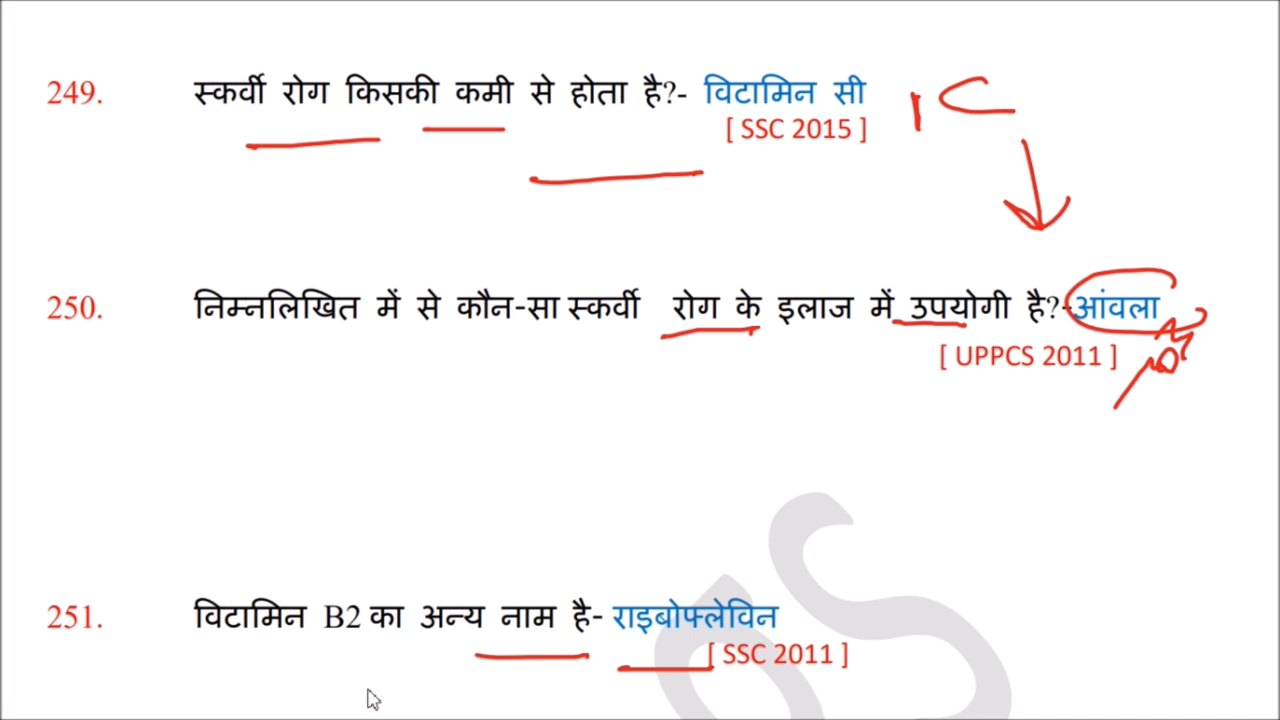 249. स्कर्वी रोग किसकी कमी से होता है?- विटामिन सी
[ SSC 2015 ]
250. निम्नलिखित में से कौन-सा स्कर्वी रोग के इलाज में उपयोगी है?-आंवला
[ UPPCS 2011 ]
251. विटामिन B2 का अन्य नाम है- राइबोफ्लेविन
[ SSC 2011 ]